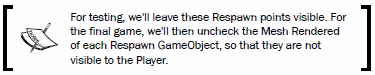 For testing, we'll leave these Respawn points visible. For
the final game, we'll then uncheck the Mesh Rendered
of each Respawn GameObject, so that they are not
visible to the Player.